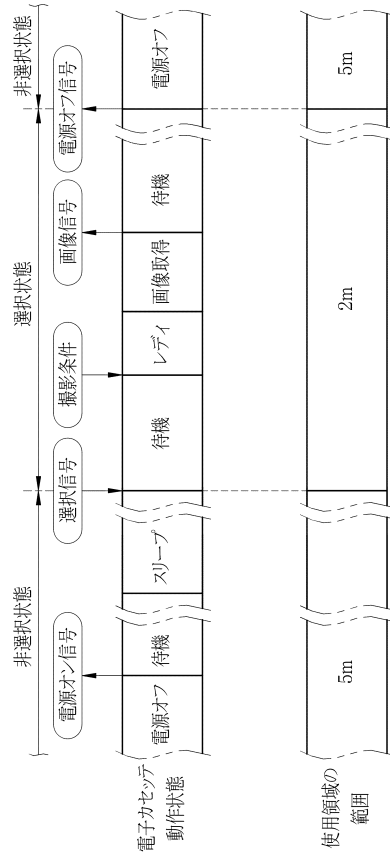 非選択状態
選択状態
非選択状態
電源オン信号
選択信号
撮影条件
画像信号
電源オフ信号
電子カセッテ
動作状態
電源オフ
待機
スリープ
待機
レディ
画像取得
待機
電源オフ
使用領域の
範囲
5m
2m
5m